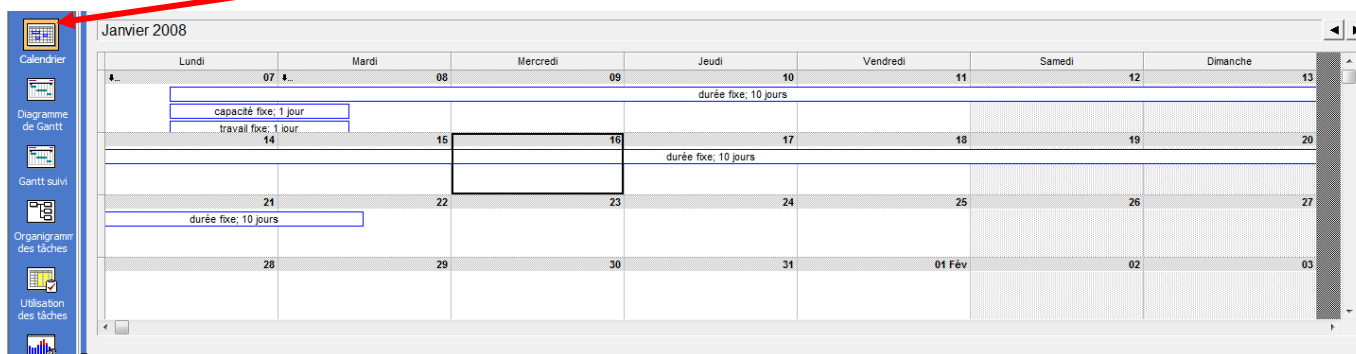 Janvier 2008
Calendrier
Diagramme
de Gantt
Gantt suivi
Organigramm
des tâches
Utilisation
des tâches
Lundi Mardi Mercredi Jeudi Vendredi Samedi Dimanche
07 08 09 10 11 12 13
durée fixe; 10 jours
capacité fixe; 1 jour
travail fixe; 1 jour
14 15 16 17 18 19 20
durée fixe; 10 jours
21 22 23 24 25 26 27
durée fixe; 10 jours
28 29 30 31 01 Fév 02 03